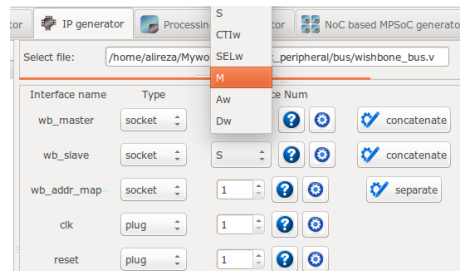 tor IP generator Processin tor NoC based MPSoC generato
S
CTIw
SELw
M
Aw
Dw
Select file: /home/alireza/Mywo _peripheral/bus/wishbone_bus.v
Interface name Type ce Num
wb_master socket concatenate
wb_slave socket S concatenate
wb_addr_map socket 1 separate
clk plug 1
reset plug 1